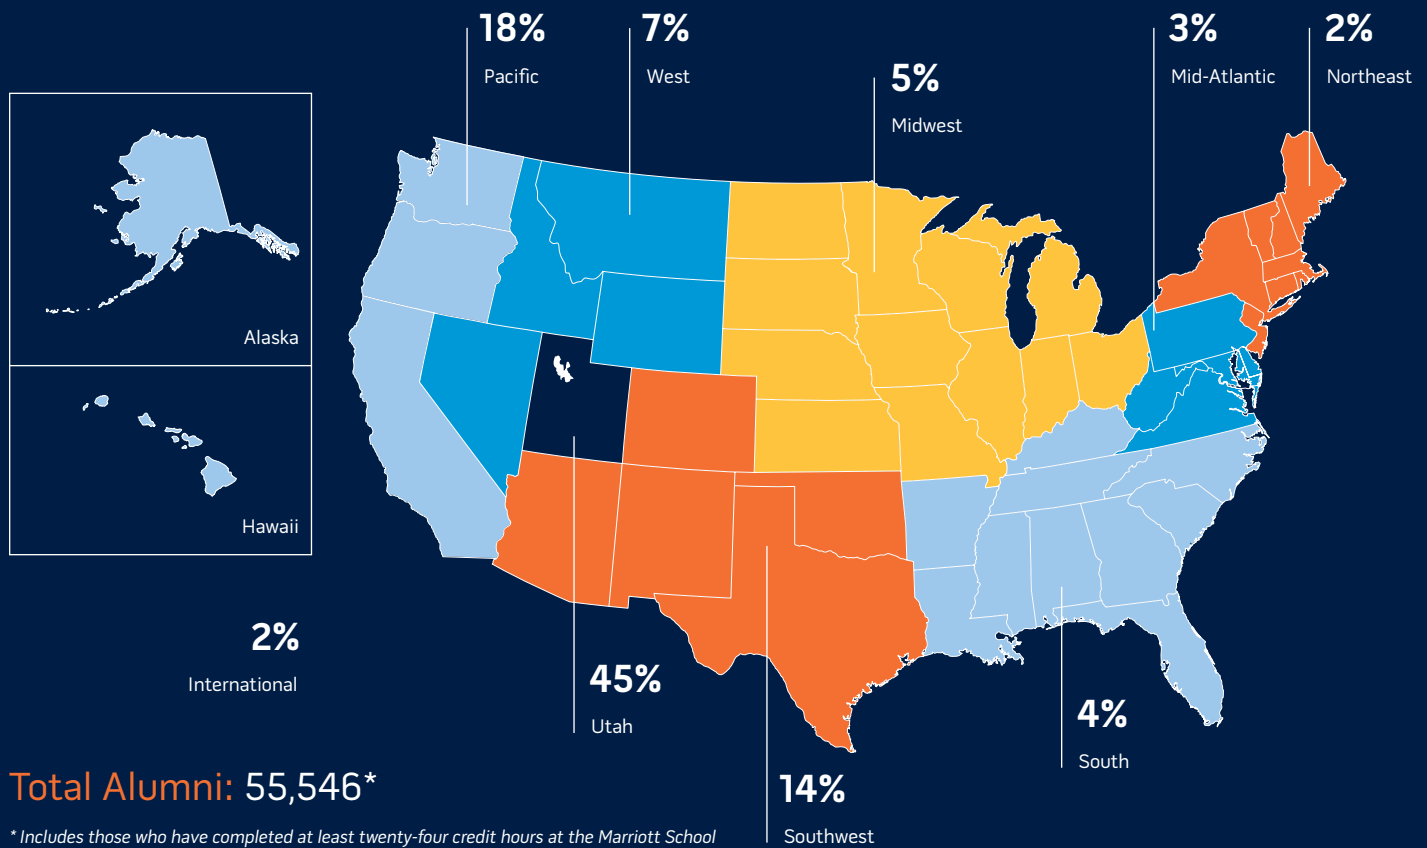 18%
Pacific
7%
West
5%
Midwest
3%
Mid-Atlantic
2%
Northeast
Alaska
Hawaii
2%
International
45%
Utah
14%
Southwest
4%
South
Total Alumni: 55,546*
* Includes those who have completed at least twenty-four credit hours at the Marriott School